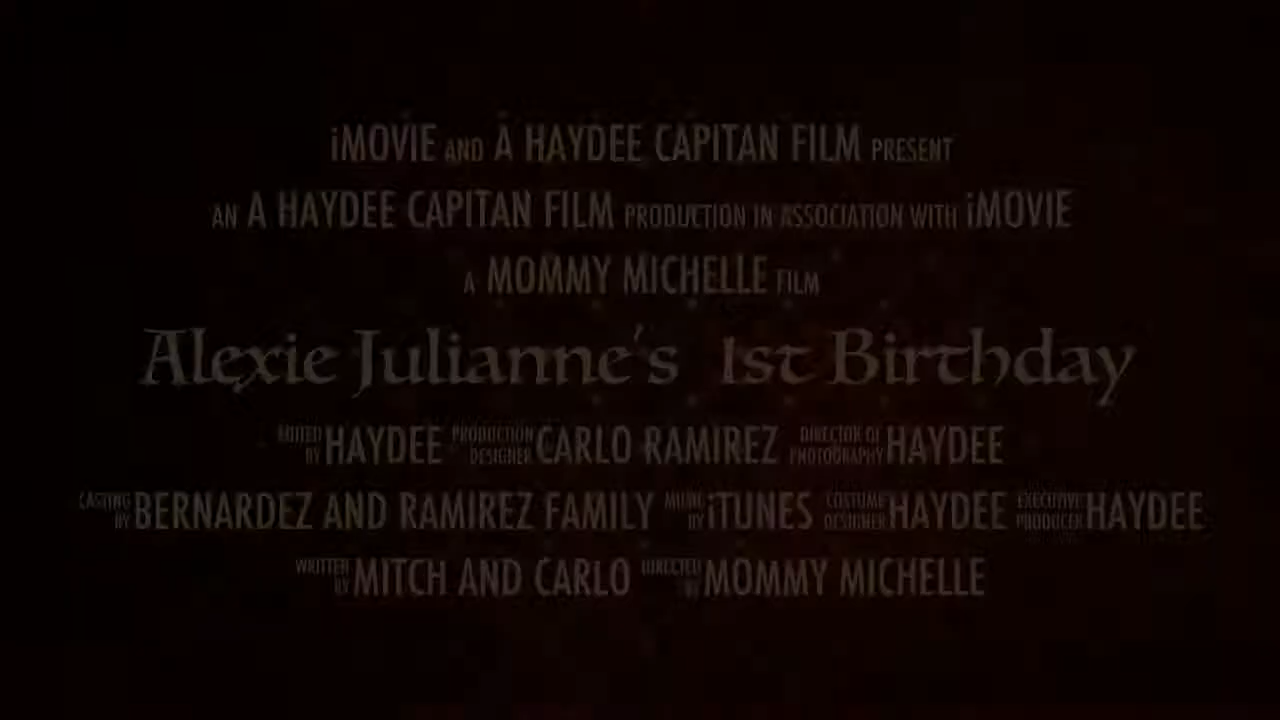 iMOVIE AND A HAYDEE CAPITAN FILM PRESENT
AN A HAYDEE CAPITAN FILM PRODUCTION IN ASSOCIATION WITH iMOVIE
A MOMMY MICHELLE FILM
Alexie Julianne's 1st Birthday
EDITED BY HAYDEE PRODUCTION DESIGNER CARLO RAMIREZ DIRECTOR OF PHOTOGRAPHY HAYDEE
CASTING BY BERNARDEZ AND RAMIREZ FAMILY MUSIC BY iTUNES COSTUME DESIGNER HAYDEE EXECUTIVE PRODUCER HAYDEE
WRITTEN BY MITCH AND CARLO DIRECTED BY MOMMY MICHELLE